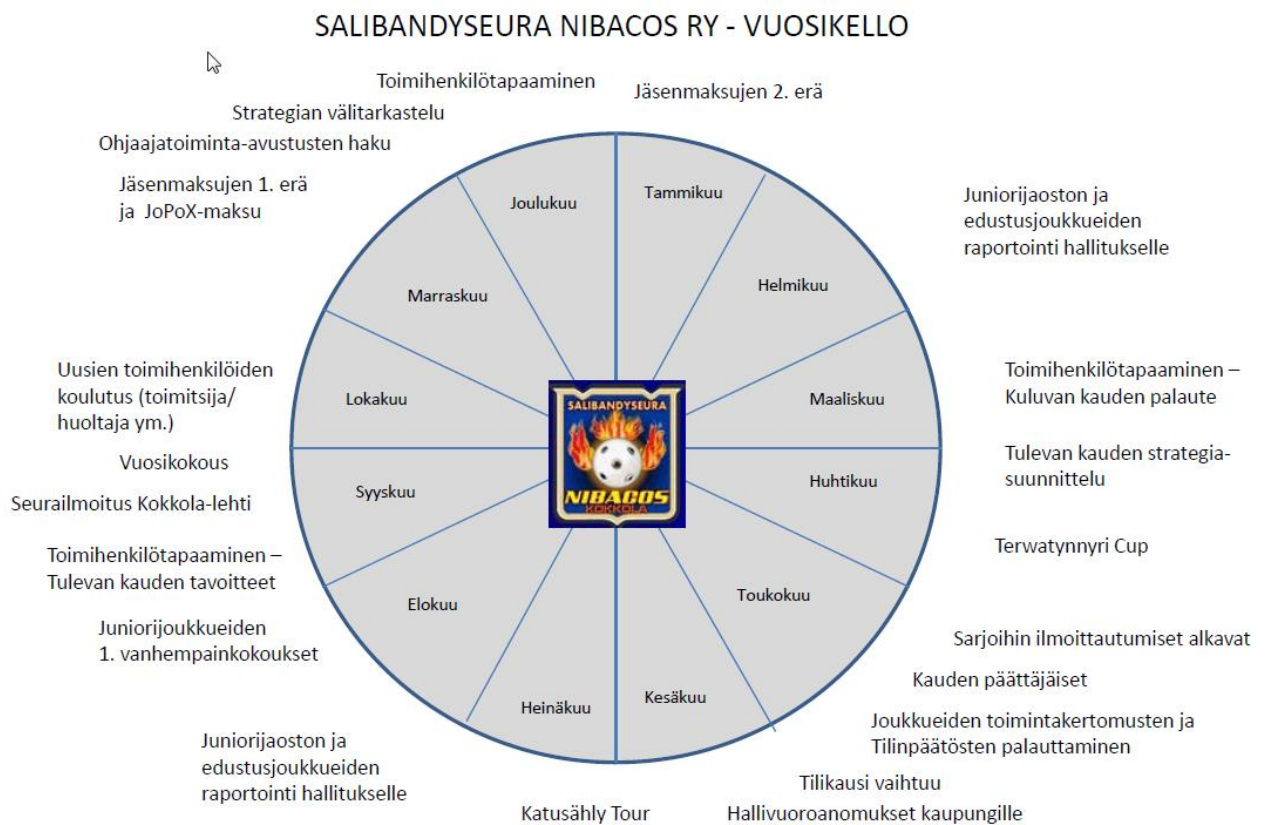 SALIBANDYSEURA NIBACOS RY - VUOSIKELLO
Toimihenkilötapaaminen
Jäsenmaksujen 2. erä
Strategian välitarkastelu
Ohjaajatoiminta-avustusten haku
Jäsenmaksujen 1. erä
ja JoPoX-maksu
Joulukuu
Tammikuu
Juniorijaoston ja
edustusjoukkueiden
raportointi hallitukselle
Marraskuu
Helmikuu
Uusien toimihenkilöiden
koulutus (toimitsija/
huoltaja ym.)
Lokakuu
Maaliskuu
Toimihenkilötapaaminen –
Kuluvan kauden palaute
SALIBANDYSEURA
NIBACOS
KOKKOLA
Vuosikokous
Seurailmoitus Kokkola-lehti
Syyskuu
Huhtikuu
Tulevan kauden strategia-
suunnittelu
Terwatynnyri Cup
Toimihenkilötapaaminen –
Tulevan kauden tavoitteet
Elokuu
Toukokuu
Juniorijoukkueiden
1. vanhempainkokoukset
Sarjoihin ilmoittautumiset alkavat
Kauden päättäjäiset
Heinäkuu
Kesäkuu
Joukkueiden toimintakertomusten ja
Tilinpäätösten palauttaminen
Juniorijaoston ja
edustusjoukkueiden
raportointi hallitukselle
Tilikausi vaihtuu
Katusähly Tour
Hallivuoroanomukset kaupungille